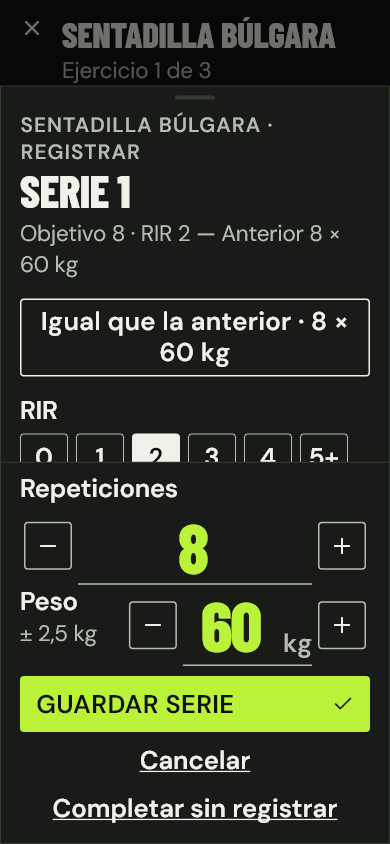 × SENTADILLA BÚLGARA
Ejercicio 1 de 3
SENTADILLA BÚLGARA ·
REGISTRAR
SERIE 1
Objetivo 8 · RIR 2 — Anterior 8 ×
60 kg
Igual que la anterior · 8 ×
60 kg
RIR
0 1 2 3 4 5+
Repeticiones
− 8 +
Peso
± 2,5 kg
− 60 kg +
GUARDAR SERIE ✓
Cancelar
Completar sin registrar